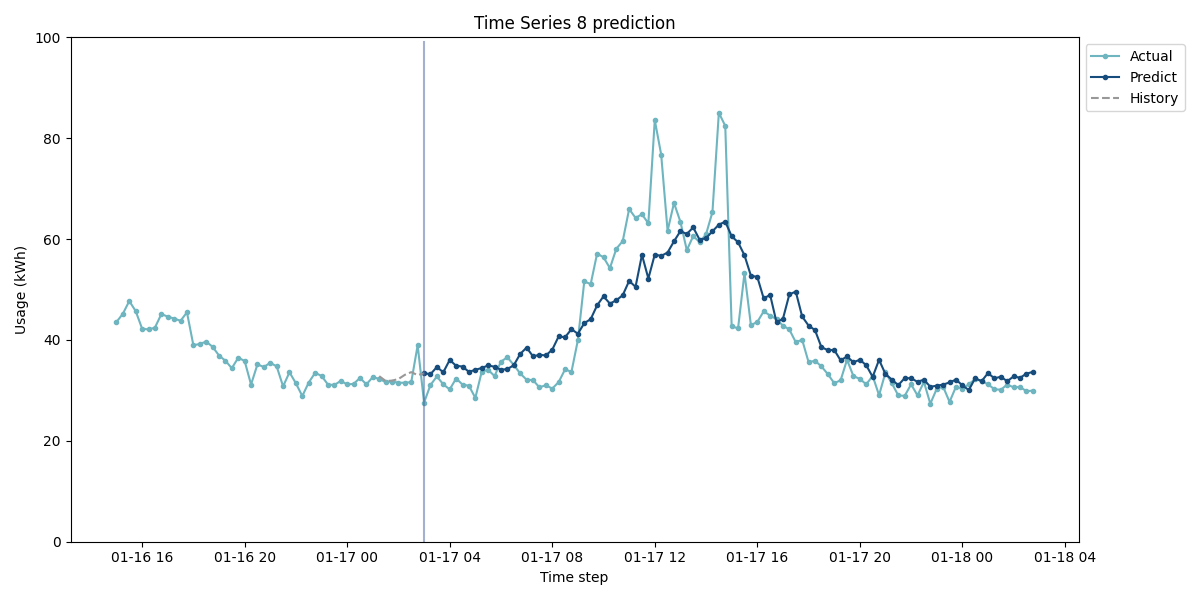 Time Series 8 prediction
100
80
60
40
20
0
Usage (kWh)
01-16 16
01-16 20
01-17 00
01-17 04
01-17 08
01-17 12
01-17 16
01-17 20
01-18 00
01-18 04
Time step
Actual
Predict
History